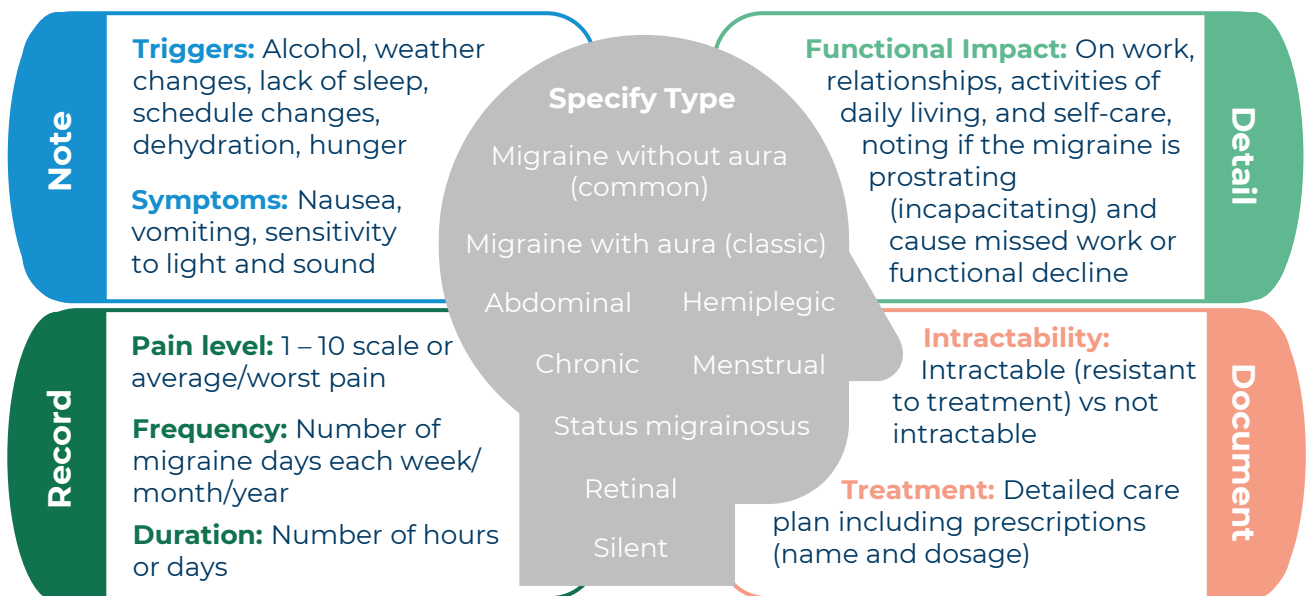 Note
Triggers: Alcohol, weather
changes, lack of sleep,
schedule changes,
dehydration, hunger
Symptoms: Nausea,
vomiting, sensitivity
to light and sound
Record
Pain level: 1 – 10 scale or
average/worst pain
Frequency: Number of
migraine days each week/
month/year
Duration: Number of hours
or days
Specify Type
Migraine without aura
(common)
Migraine with aura (classic)
Abdominal Hemiplegic
Chronic Menstrual
Status migrainosus
Retinal
Silent
Functional Impact: On work,
relationships, activities of
daily living, and self-care,
noting if the migraine is
prostrating
(incapacitating) and
cause missed work or
functional decline
Detail
Intractability:
Intractable (resistant
to treatment) vs not
intractable
Treatment: Detailed care
plan including prescriptions
(name and dosage)
Document